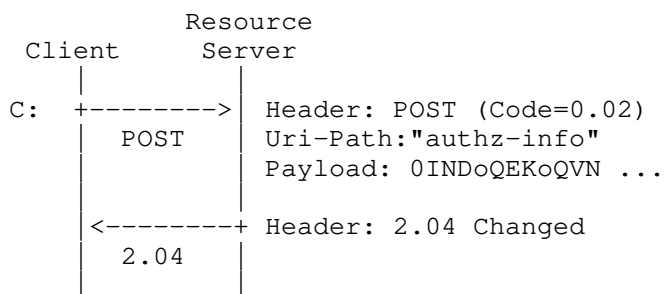 Resource
Client Server
C: +-------->| Header: POST (Code=0.02)
POST Uri-Path:"authz-info"
Payload: 0INDoQEKoQVN ...
<--------+ Header: 2.04 Changed
2.04